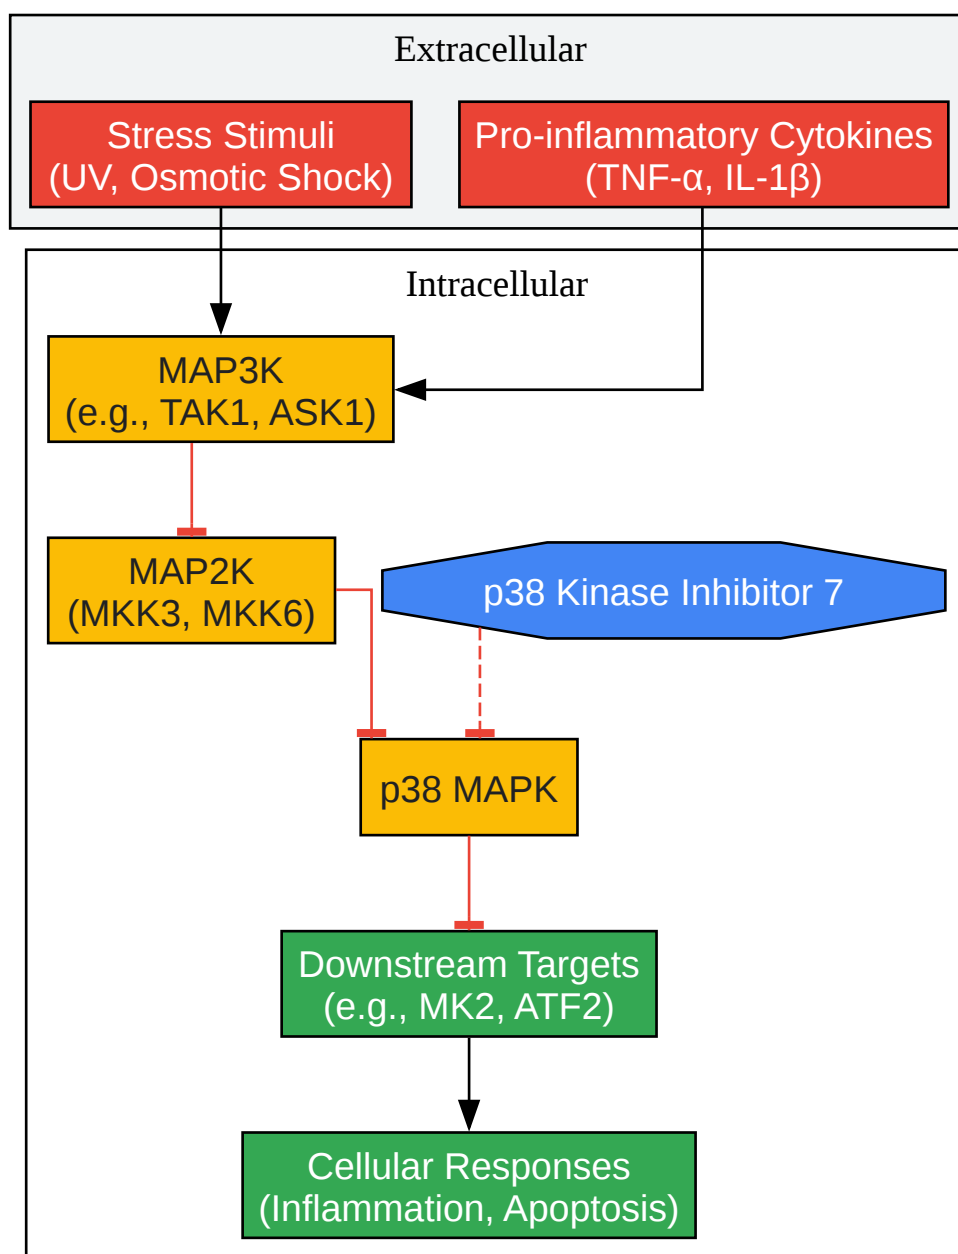 Extracellular
Stress Stimuli
(UV, Osmotic Shock)
Pro-inflammatory Cytokines
(TNF-α, IL-1β)
Intracellular
MAP3K
(e.g., TAK1, ASK1)
MAP2K
(MKK3, MKK6)
p38 Kinase Inhibitor 7
p38 MAPK
Downstream Targets
(e.g., MK2, ATF2)
Cellular Responses
(Inflammation, Apoptosis)